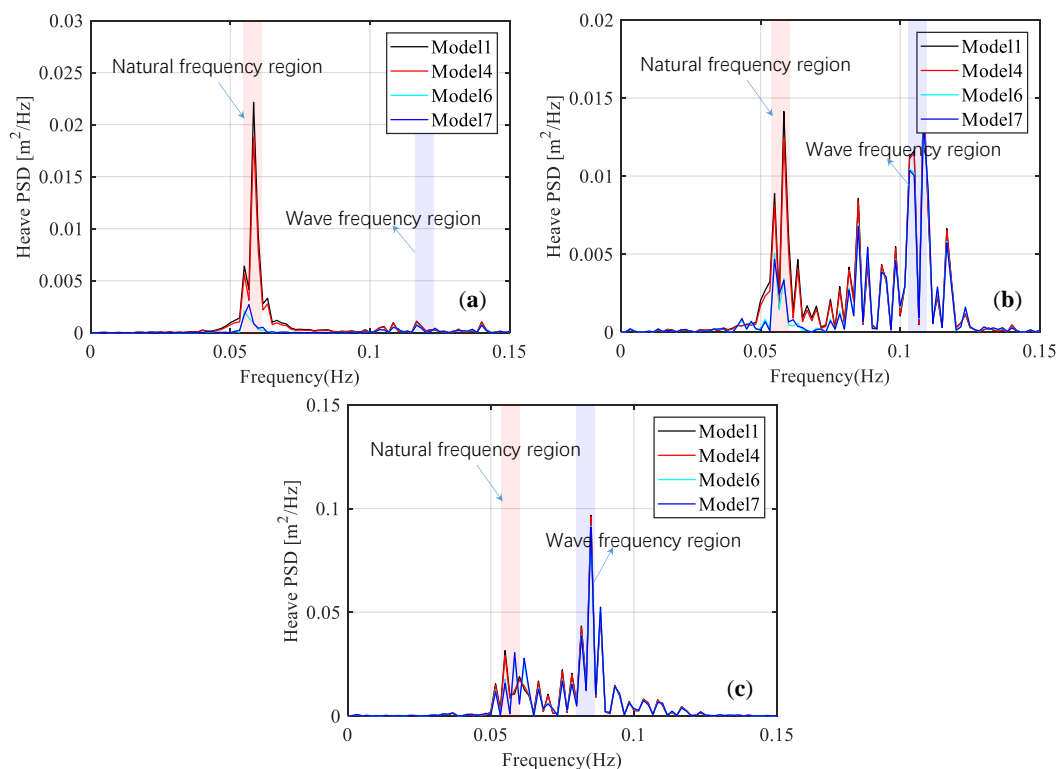 0.03
0.025
0.02
0.015
0.01
0.005
0
Heave PSD [m²/Hz]
Natural frequency region
Wave frequency region
Model1
Model4
Model6
Model7
(a)
0 0.05 0.1 0.15
Frequency(Hz)
0.02
0.015
0.01
0.005
0
Heave PSD [m²/Hz]
Natural frequency region
Wave frequency region
Model1
Model4
Model6
Model7
(b)
0 0.05 0.1 0.15
Frequency(Hz)
0.15
0.1
0.05
0
Heave PSD [m²/Hz]
Natural frequency region
Wave frequency region
Model1
Model4
Model6
Model7
(c)
0 0.05 0.1 0.15
Frequency(Hz)